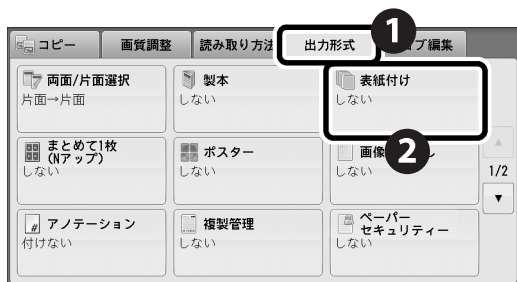 コピー
画質調整
読み取り方法
出力形式
1
ブ編集
両面/片面選択
片面→片面
製本
しない
表紙付け
しない
2
まとめて1枚
(Nアップ)
しない
ポスター
しない
画像
しない
1/2
アノテーション
付けない
複製管理
しない
ペーパー
セキュリティー
しない